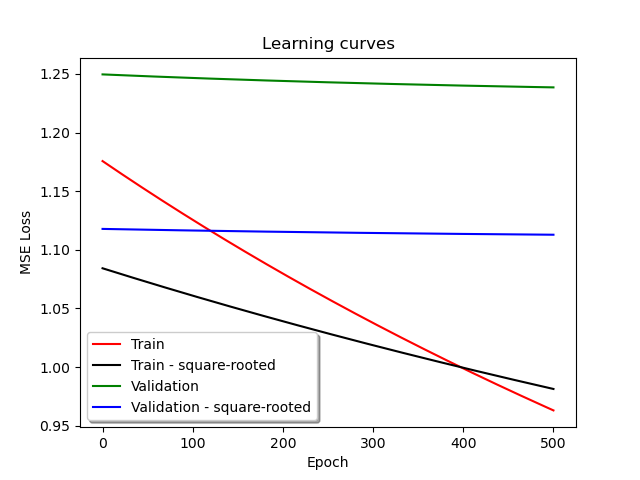 Learning curves
MSE Loss
1.25
1.20
1.15
1.10
1.05
1.00
0.95
Train
Train - square-rooted
Validation
Validation - square-rooted
0 100 200 300 400 500
Epoch